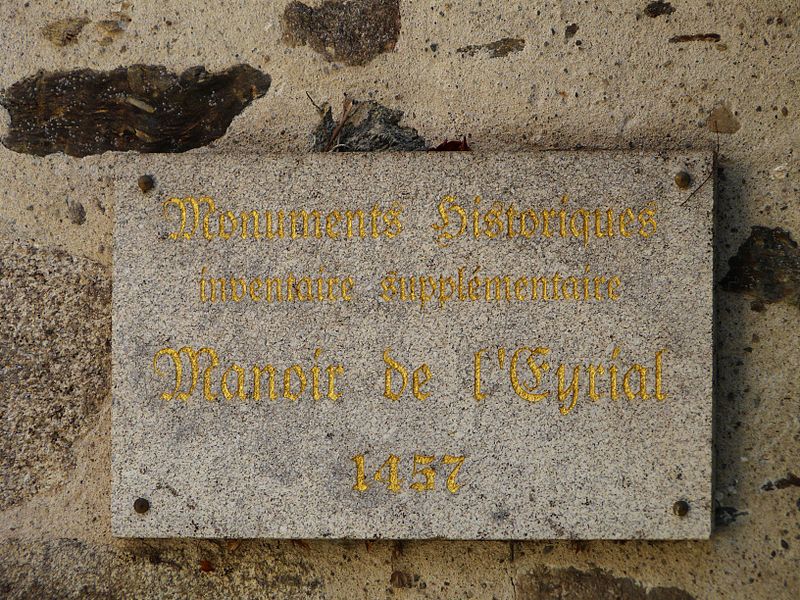 Monuments Historiques
inventaire supplémentaire
Manoir de l'Eyrial
1457